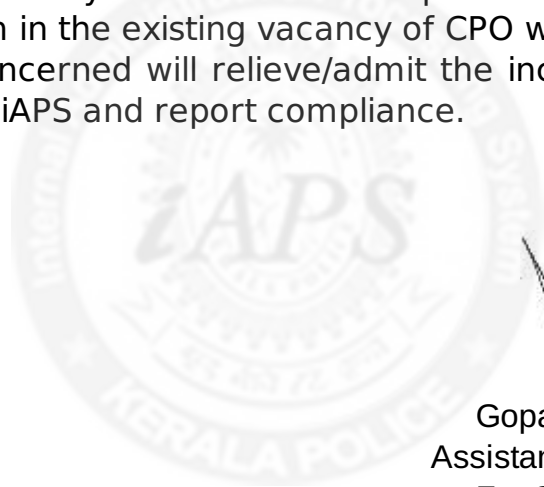 n in the existing vacancy of CPO w
ncerned will relieve/admit the inc
iAPS and report compliance.
iAPS
KERALA POLICE
Gopa
Assistan